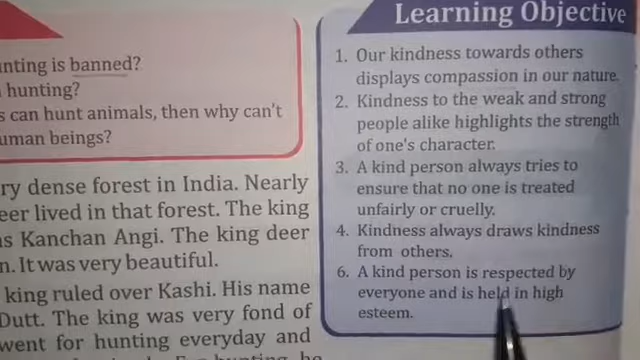 nting is banned?
hunting?
s can hunt animals, then why can't
uman beings?
ry dense forest in India. Nearly
eer lived in that forest. The king
as Kanchan Angi. The king deer
n. It was very beautiful.
king ruled over Kashi. His name
Dutt. The king was very fond of
went for hunting everyday and
Learning Objective
1. Our kindness towards others
displays compassion in our nature.
2. Kindness to the weak and strong
people alike highlights the strength
of one's character.
3. A kind person always tries to
ensure that no one is treated
unfairly or cruelly.
4. Kindness always draws kindness
from others.
6. A kind person is respected by
everyone and is held in high
esteem.